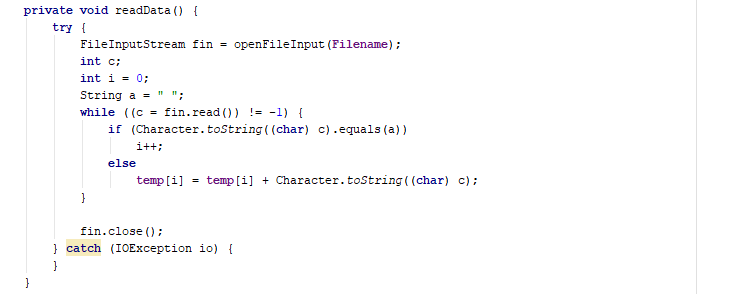 private void readData() {
    try {
        FileInputStream fin = openFileInput(Filename);
        int c;
        int i = 0;
        String a = " ";
        while ((c = fin.read()) != -1) {
            if (Character.toString((char) c).equals(a))
                i++;
            else
                temp[i] = temp[i] + Character.toString((char) c);
        }
        fin.close();
    } catch (IOException io) {
    }
}